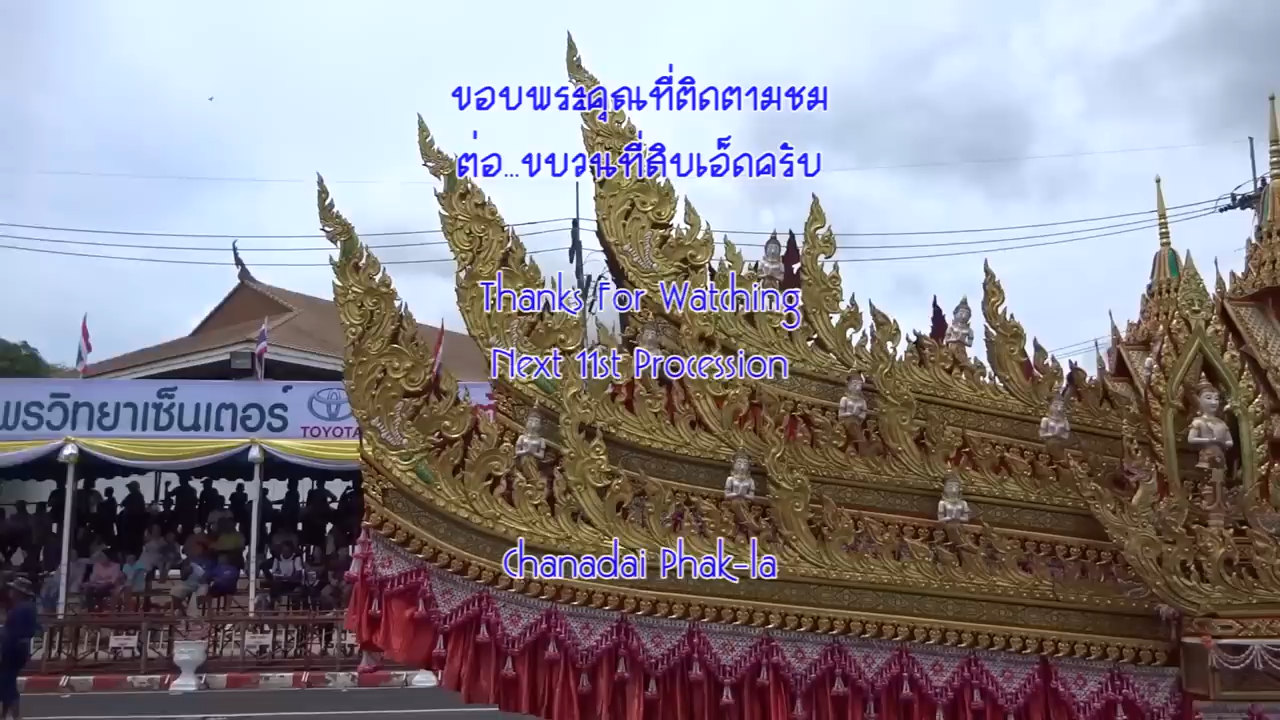 ขอบพระคุณที่ติดตามชม
ต่อ...ขบวนที่สิบเอ็ดครับ
Thanks For Watching
Next 11st Procession
พรวิทยาเซ็นเตอร์
TOYOTA
Chanadai Phak-la